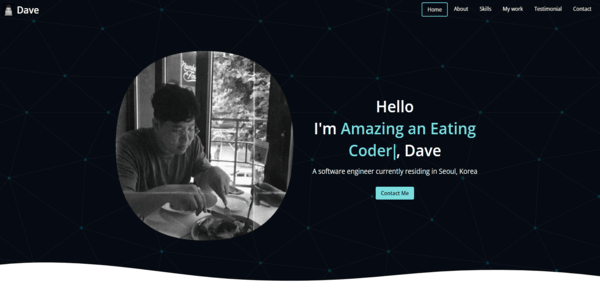 Dave
Home About Skills My work Testimonial Contact
Hello
I'm Amazing an Eating
Coder|, Dave
A software engineer currently residing in Seoul, Korea
Contact Me